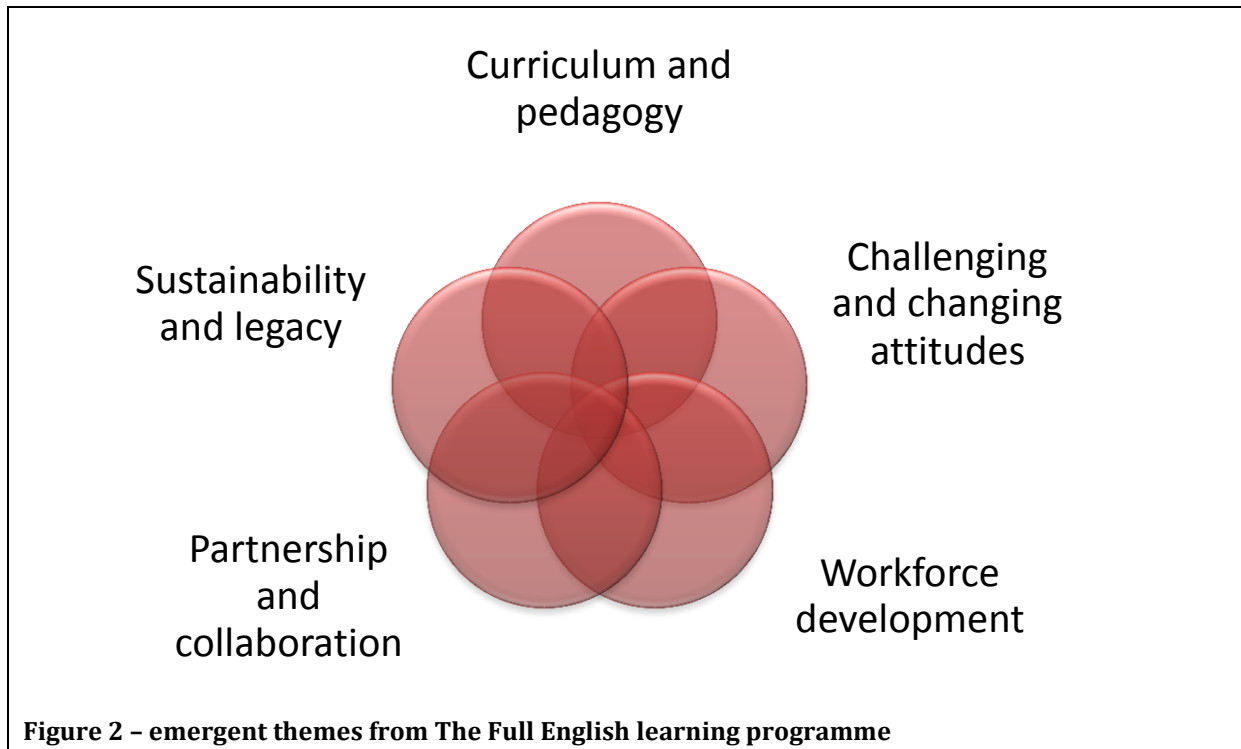 Curriculum and
pedagogy
Challenging
and changing
attitudes
Workforce
development
Partnership
and
collaboration
Sustainability
and legacy
Figure 2 – emergent themes from The Full English learning programme